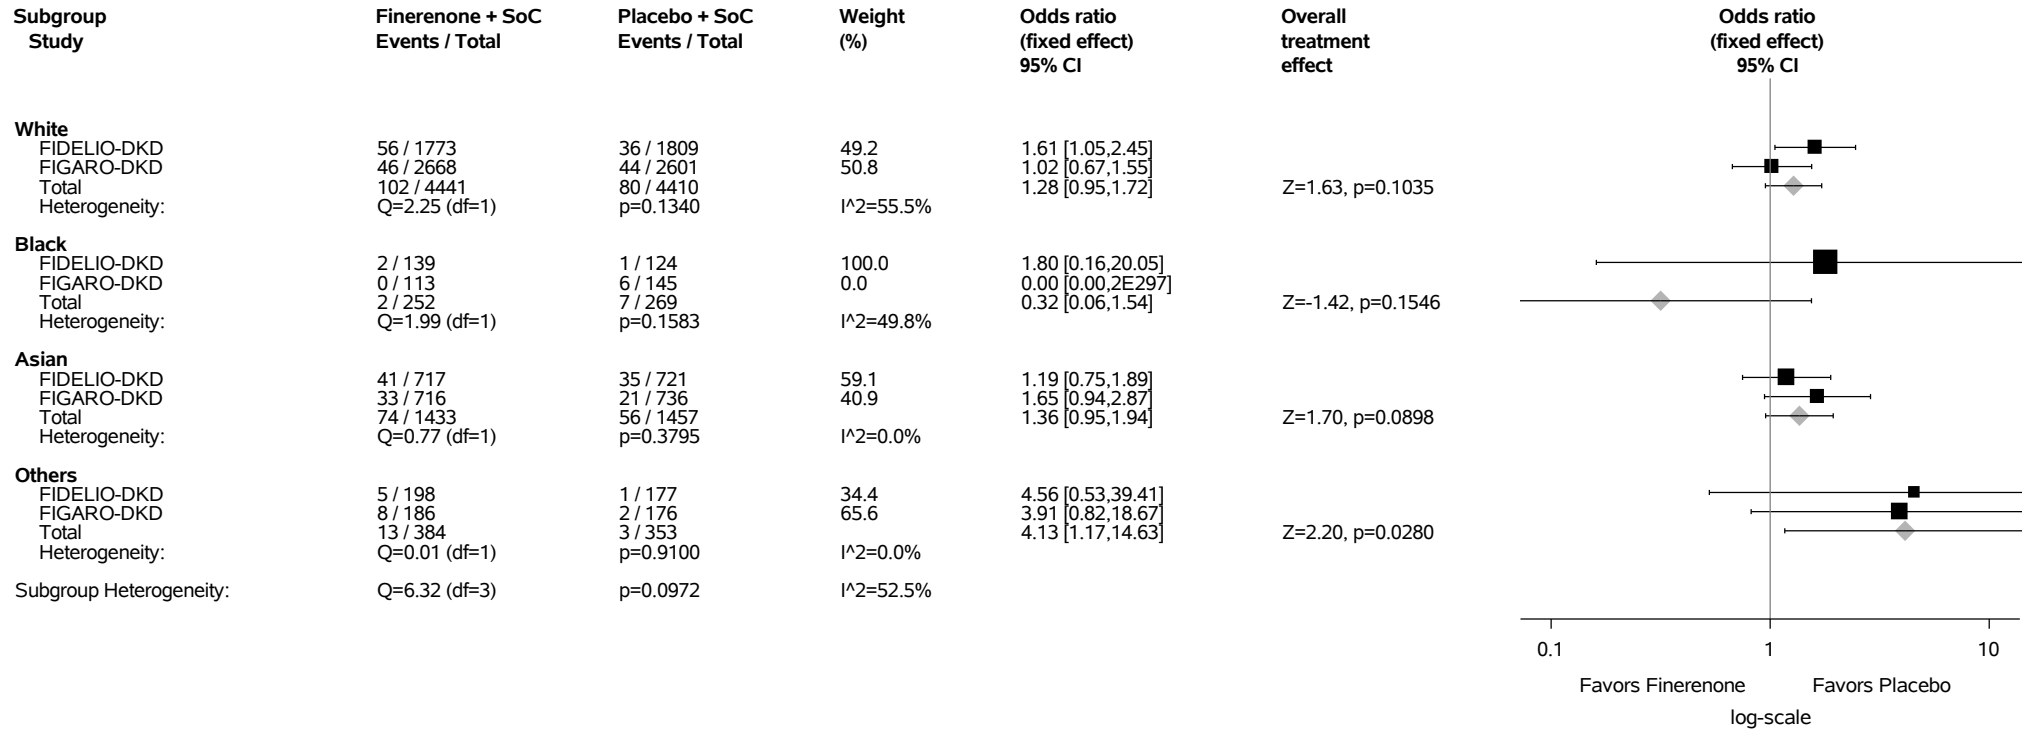 Subgroup Finerenone + SoC Placebo + SoC Weight Odds ratio Overall Odds ratio
Study Events / Total Events / Total (%) (fixed effect) treatment (fixed effect)
95% CI effect 95% CI
White
FIDELIO-DKD 56 / 1773 36 / 1809 49.2 1.61 [1.05,2.45]
FIGARO-DKD 46 / 2668 44 / 2601 50.8 1.02 [0.67,1.55]
Total 102 / 4441 80 / 4410 1.28 [0.95,1.72] Z=1.63, p=0.1035
Heterogeneity: Q=2.25 (df=1) p=0.1340 I^2=55.5%
Black
FIDELIO-DKD 2 / 139 1 / 124 100.0 1.80 [0.16,20.05]
FIGARO-DKD 0 / 113 6 / 145 0.0 0.00 [0.00,2E297]
Total 2 / 252 7 / 269 0.32 [0.06,1.54] Z=-1.42, p=0.1546
Heterogeneity: Q=1.99 (df=1) p=0.1583 I^2=49.8%
Asian
FIDELIO-DKD 41 / 717 35 / 721 59.1 1.19 [0.75,1.89]
FIGARO-DKD 33 / 716 21 / 736 40.9 1.65 [0.94,2.87]
Total 74 / 1433 56 / 1457 1.36 [0.95,1.94] Z=1.70, p=0.0898
Heterogeneity: Q=0.77 (df=1) p=0.3795 I^2=0.0%
Others
FIDELIO-DKD 5 / 198 1 / 177 34.4 4.56 [0.53,39.41]
FIGARO-DKD 8 / 186 2 / 176 65.6 3.91 [0.82,18.67]
Total 13 / 384 3 / 353 4.13 [1.17,14.63] Z=2.20, p=0.0280
Heterogeneity: Q=0.01 (df=1) p=0.9100 I^2=0.0%
Subgroup Heterogeneity: Q=6.32 (df=3) p=0.0972 I^2=52.5%
0.1 1 10
Favors Finerenone Favors Placebo
log-scale